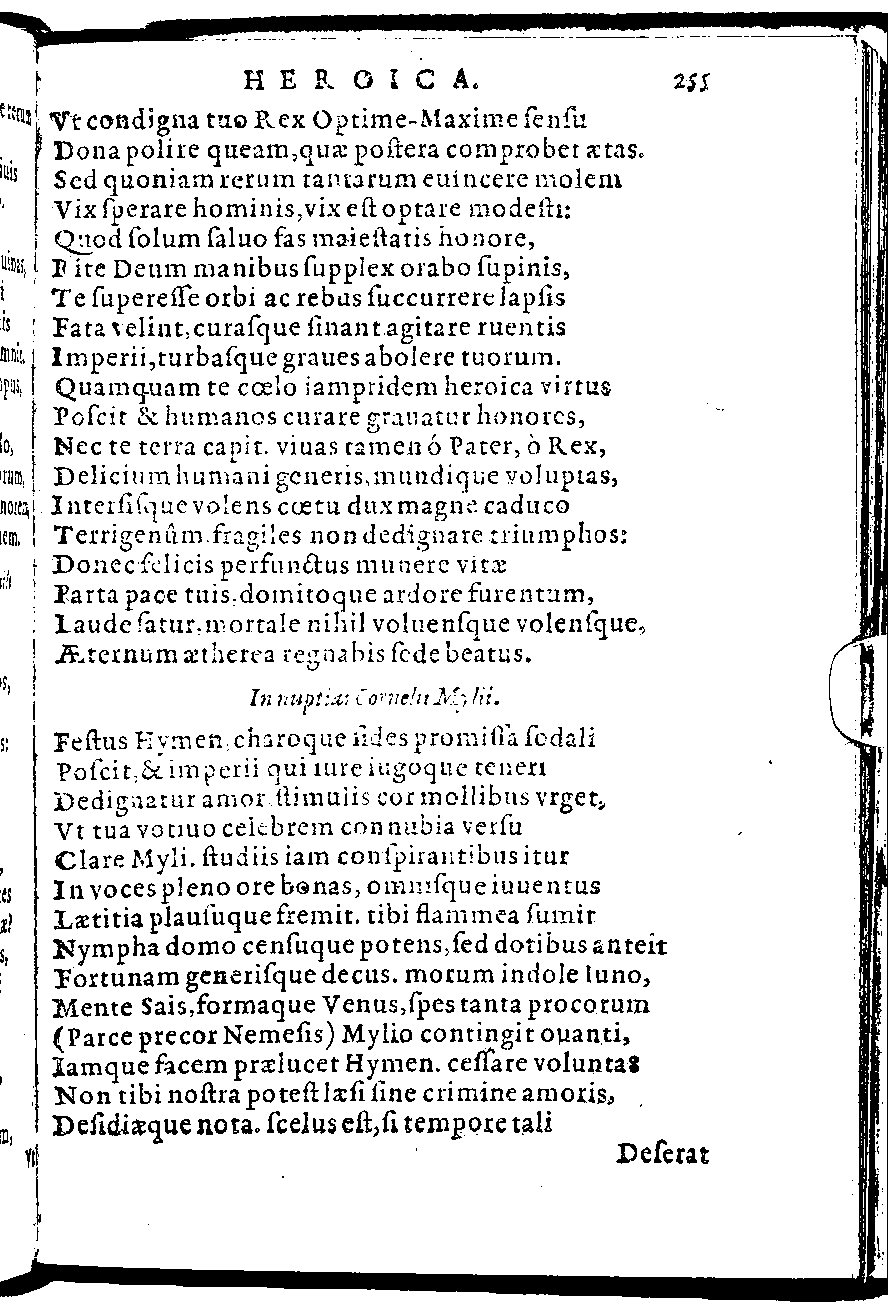 HEROICA. 255
Vt condigna tuo Rex Optime-Maxime ſenſu
Dona polire queam, quæ poſtera comprobet ætas.
Sed quoniam rerum tantarum euincere molem
Vix ſperare hominis, vix eſt optare modeſti:
Quod ſolum ſaluo fas maieſtatis honore,
Rite Deum manibus ſupplex orabo ſupinis,
Te ſupereſſe orbi ac rebus ſuccurrere lapſis
Fata velint, curaſque ſinant agitare ruentis
Imperii, turbaſque graues abolere tuorum.
Quamquam te cœlo iampridem heroica virtus
Poſcit & humanos curare grauatur honores,
Nec te terra capit. viuas tamen ó Pater, ò Rex,
Delicium humani generis, mundique voluptas,
Interſiſque volens cœtu dux magne caduco
Terrigenûm, fragiles non dedignare triumphos:
Donec felicis perfunctus munere vitæ
Parta pace tuis, domitoque ardore furentum,
Laude ſatur, mortale nihil voluenſque volenſque,
Æternum ætherea regnabis ſede beatus.
In nuptias Cornelii Mylii.
Feſtus Hymen, charoque fides promiſſa ſodali
Poſcit, & imperii qui iure iugoque teneri
Dedignatur amor ſtimulis cor mollibus vrget,
Vt tua votiuo celebrem connubia verſu
Clare Myli. ſtudiis iam conſpirantibus itur
In voces pleno ore bonas, omniſque iuuentus
Lætitia plauſuque fremit. tibi flammea ſumit
Nympha domo cenſuque potens, ſed dotibus anteit
Fortunam generiſque decus. morum indole Iuno,
Mente Sais, formaque Venus, ſpes tanta procorum
(Parce precor Nemeſis) Mylio contingit ouanti,
Iamque facem prælucet Hymen. ceſſare voluntas
Non tibi noſtra poteſt læſi ſine crimine amoris,
Deſidiæque nota. ſcelus eſt, ſi tempore tali
Deſerat